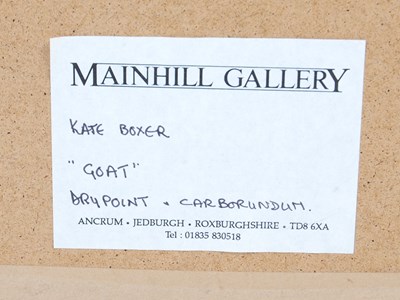 MAINHILL GALLERY
KATE BOXER
"GOAT"
DRYPOINT + CARBORUNDUM.
ANCRUM • JEDBURGH • ROXBURGHSHIRE • TD8 6XA
Tel : 01835 830518